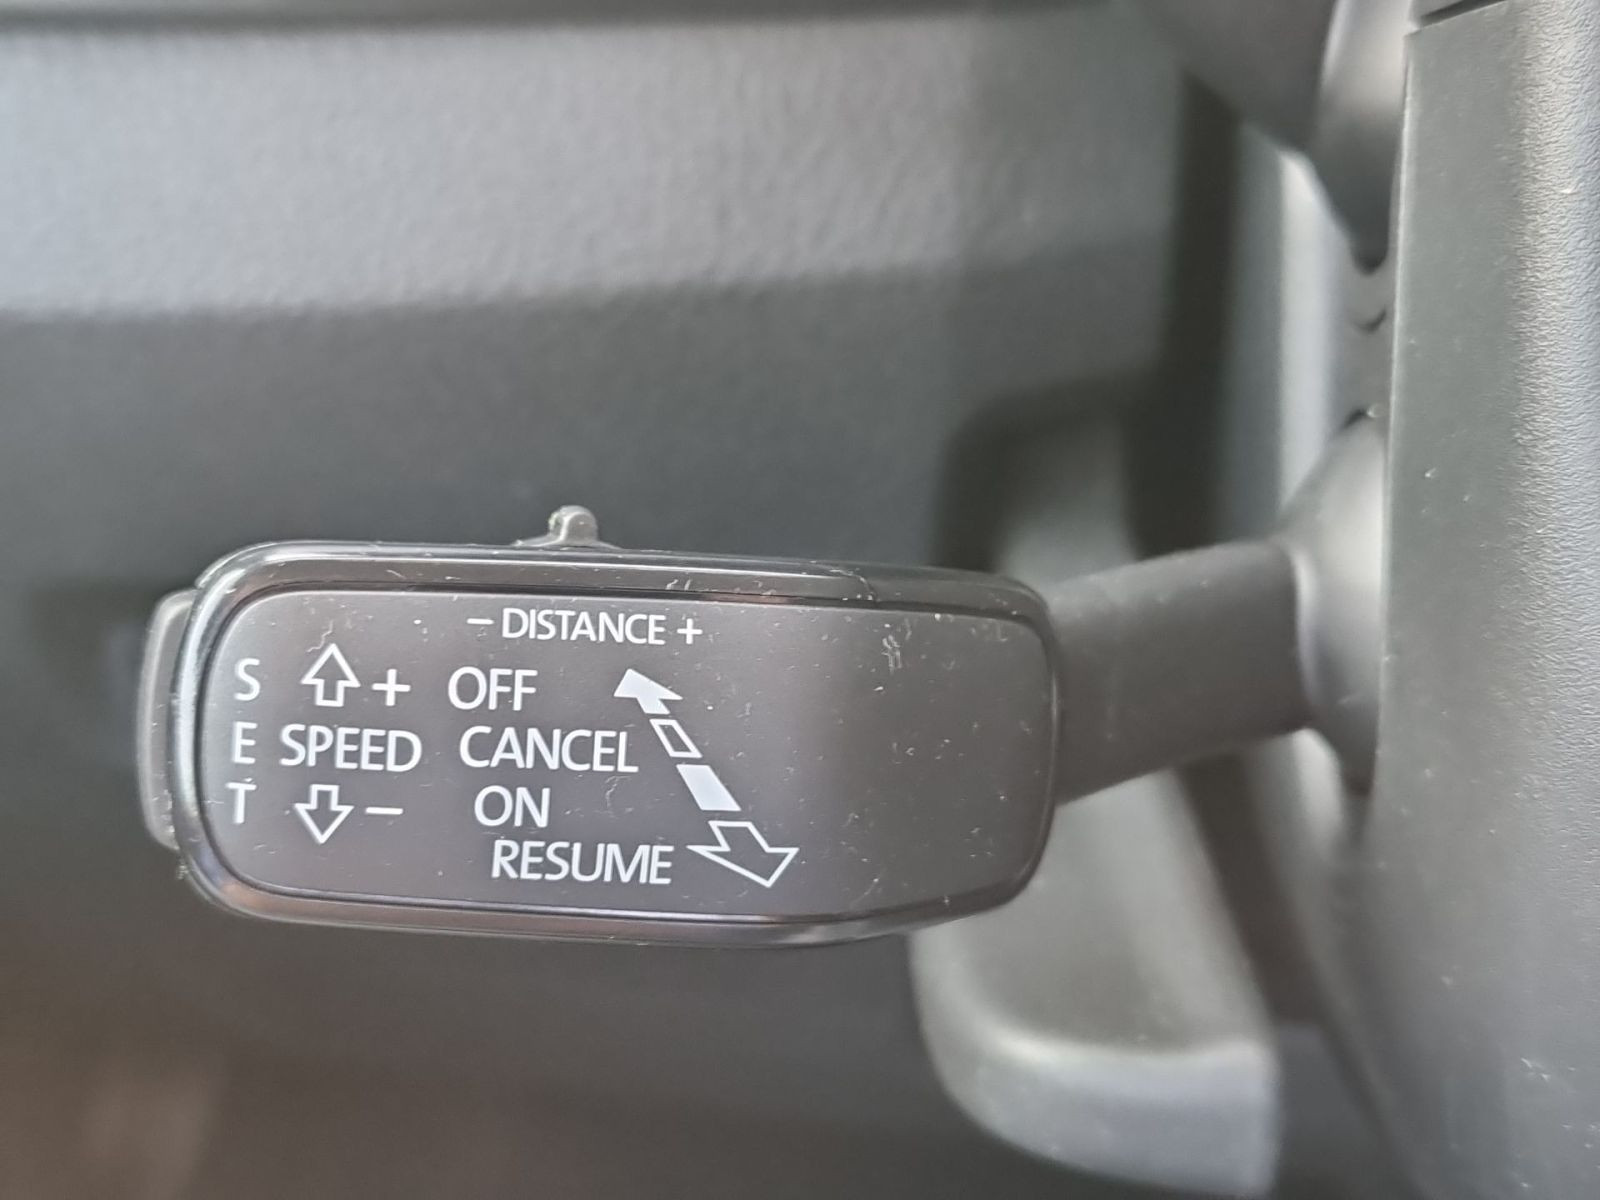 – DISTANCE +
S + OFF
E SPEED CANCEL
T – ON
RESUME